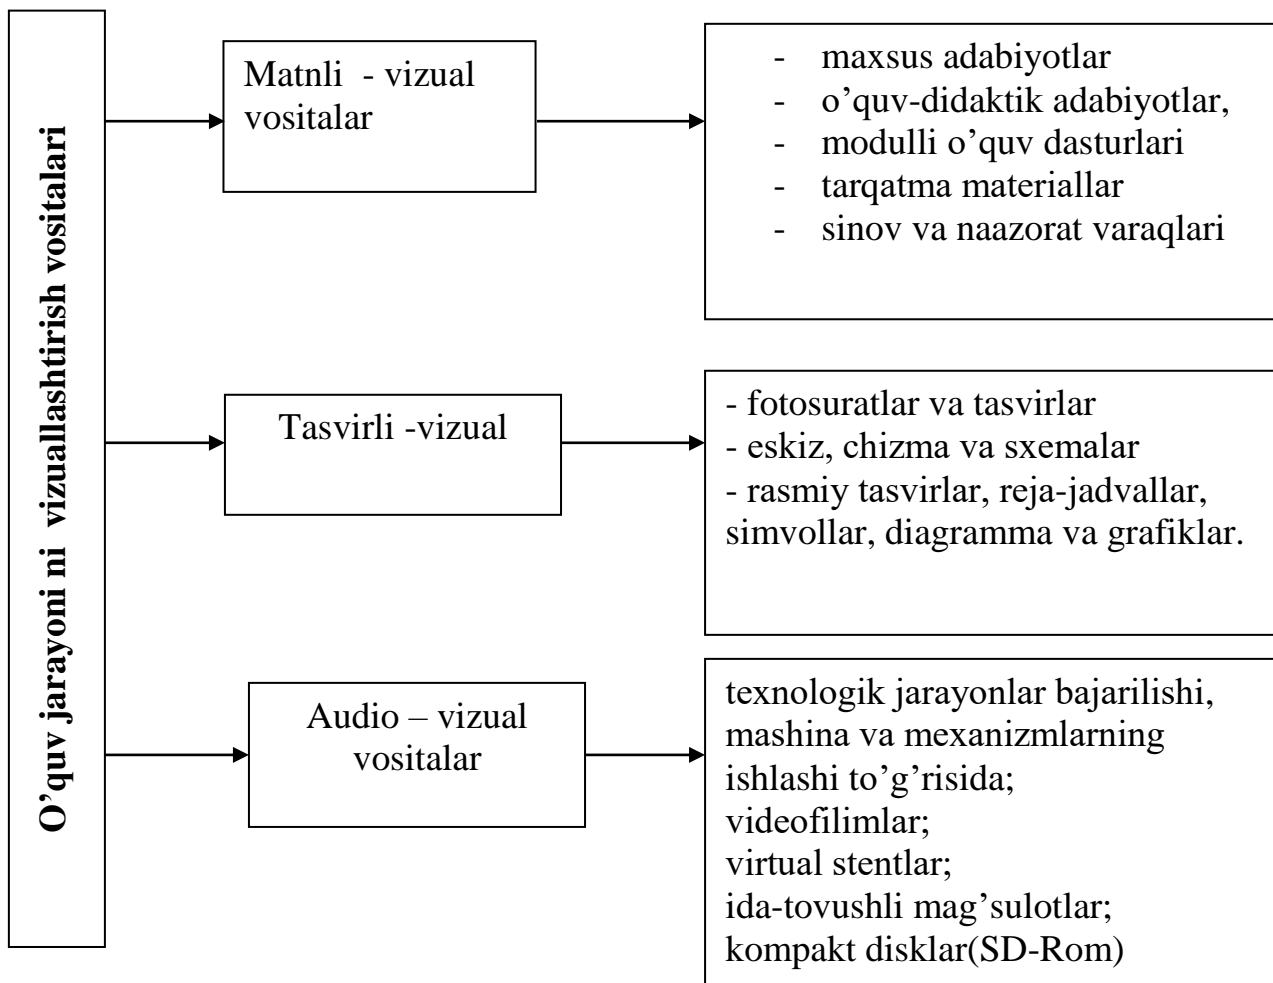 O’quv jarayoni ni vizuallashtirish vositalari
Matnli - vizual
vositalar
- maxsus adabiyotlar
- o’quv-didaktik adabiyotlar,
- modulli o’quv dasturlari
- tarqatma materiallar
- sinov va naazorat varaqlari
Tasvirli -vizual
- fotosuratlar va tasvirlar
- eskiz, chizma va sxemalar
- rasmiy tasvirlar, reja-jadvallar,
simvollar, diagramma va grafiklar.
Audio – vizual
vositalar
texnologik jarayonlar bajarilishi,
mashina va mexanizmlarning
ishlashi to’g’risida;
videofilimlar;
virtual stentlar;
ida-tovushli mag’sulotlar;
kompakt disklar(SD-Rom)